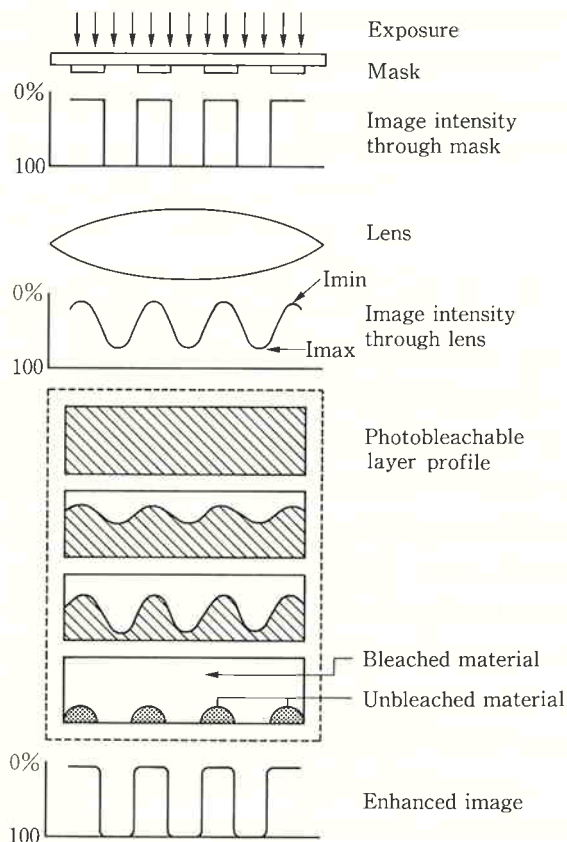 Exposure
Mask
0%
100
Image intensity
through mask
Lens
0%
100
Imin
Imax
Image intensity
through lens
Photobleachable
layer profile
Bleached material
Unbleached material
0%
100
Enhanced image